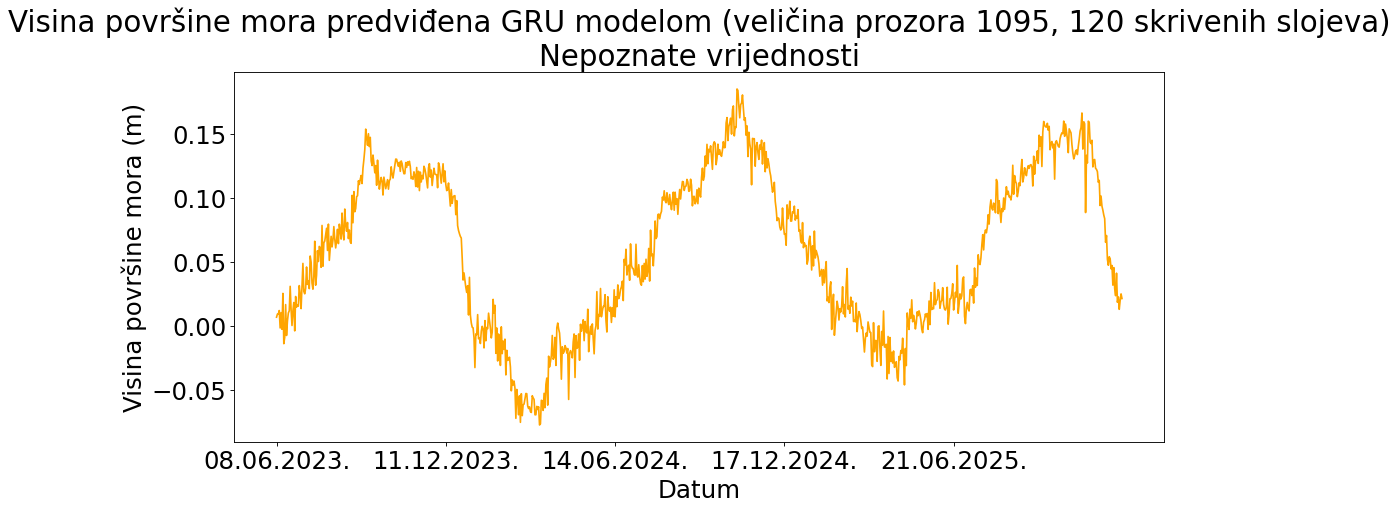 Visina površine mora predviđena GRU modelom (veličina prozora 1095, 120 skrivenih slojeva)
Nepoznate vrijednosti
Visina površine mora (m)
0.15
0.10
0.05
0.00
−0.05
08.06.2023. 11.12.2023. 14.06.2024. 17.12.2024. 21.06.2025.
Datum